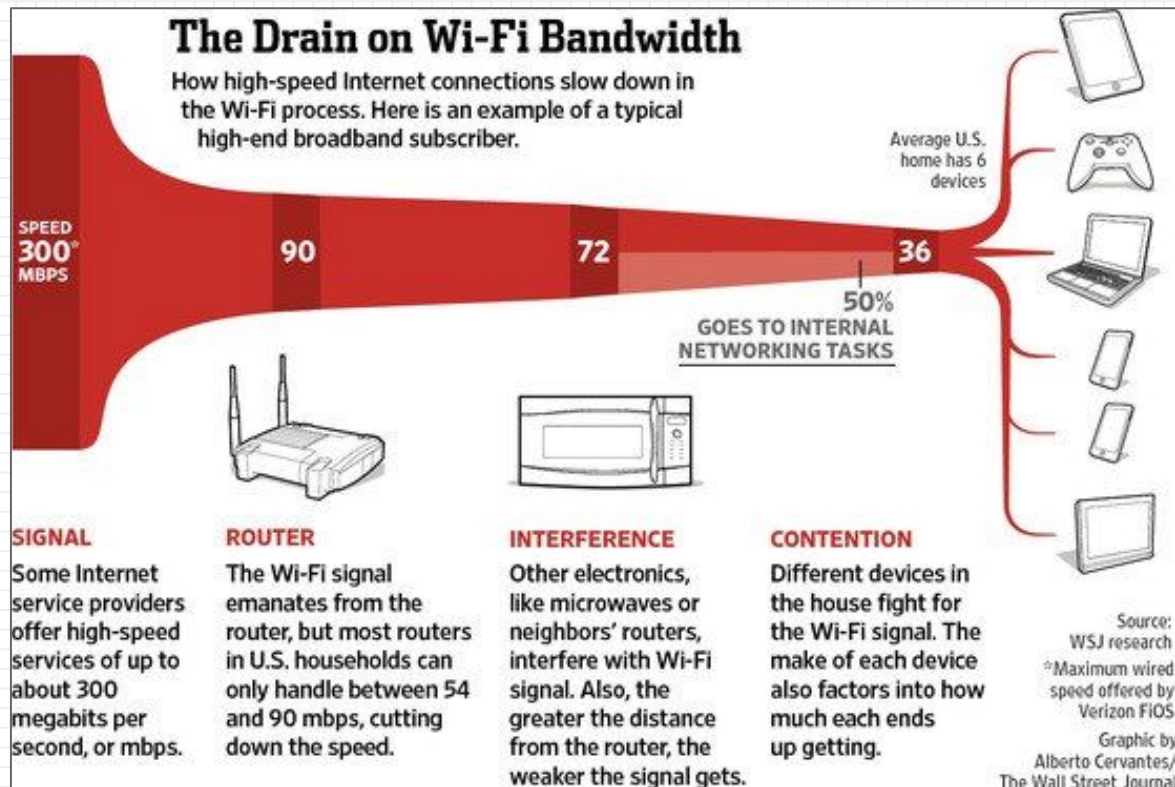 The Drain on Wi-Fi Bandwidth
How high-speed Internet connections slow down in
the Wi-Fi process. Here is an example of a typical
high-end broadband subscriber.
Average U.S.
home has 6
devices
SPEED
300*
MBPS
90
72
36
50%
GOES TO INTERNAL
NETWORKING TASKS
SIGNAL
Some Internet
service providers
offer high-speed
services of up to
about 300
megabits per
second, or mbps.
ROUTER
The Wi-Fi signal
emanates from the
router, but most routers
in U.S. households can
only handle between 54
and 90 mbps, cutting
down the speed.
INTERFERENCE
Other electronics,
like microwaves or
neighbors’ routers,
interfere with Wi-Fi
signal. Also, the
greater the distance
from the router, the
weaker the signal gets.
CONTENTION
Different devices in
the house fight for
the Wi-Fi signal. The
make of each device
also factors into how
much each ends
up getting.
Source:
WSJ research
*Maximum wired
speed offered by
Verizon FiOS
Graphic by
Alberto Cervantes/
The Wall Street Journal